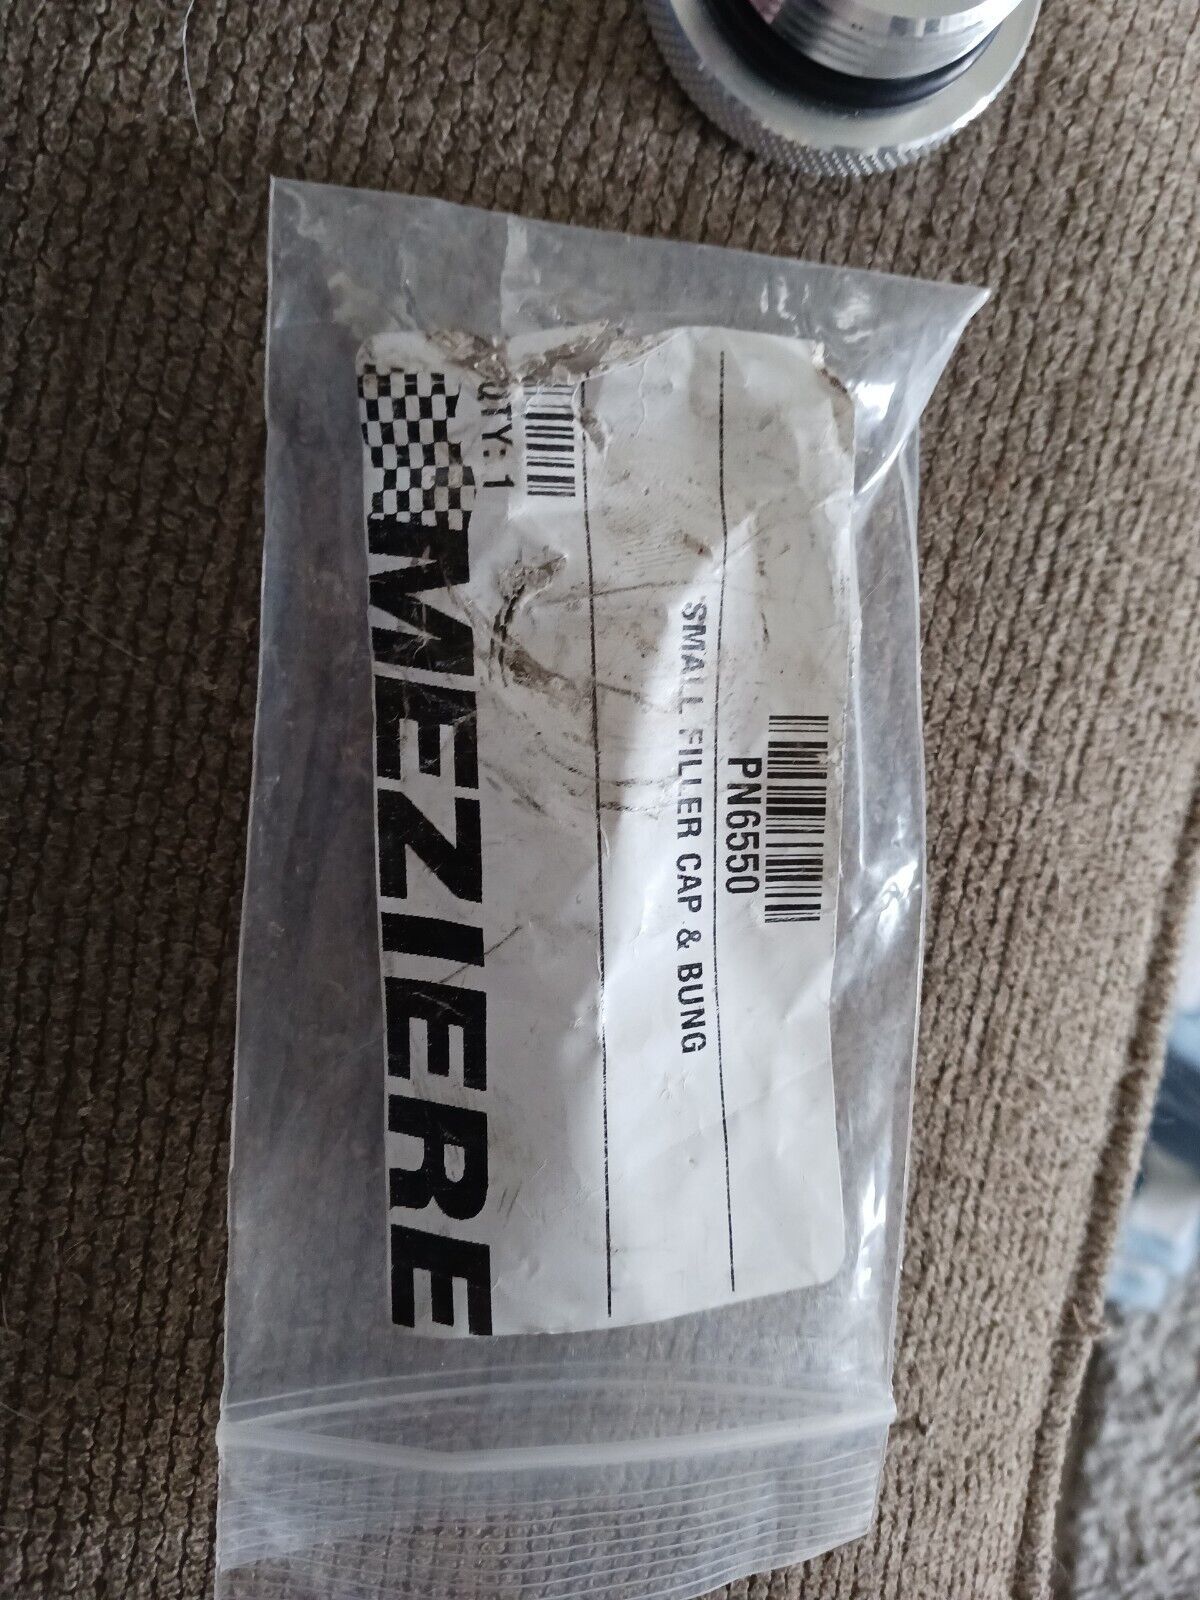 PN6550
SMALL FILLER CAP & BUNG
QTY: 1
MEZIERE